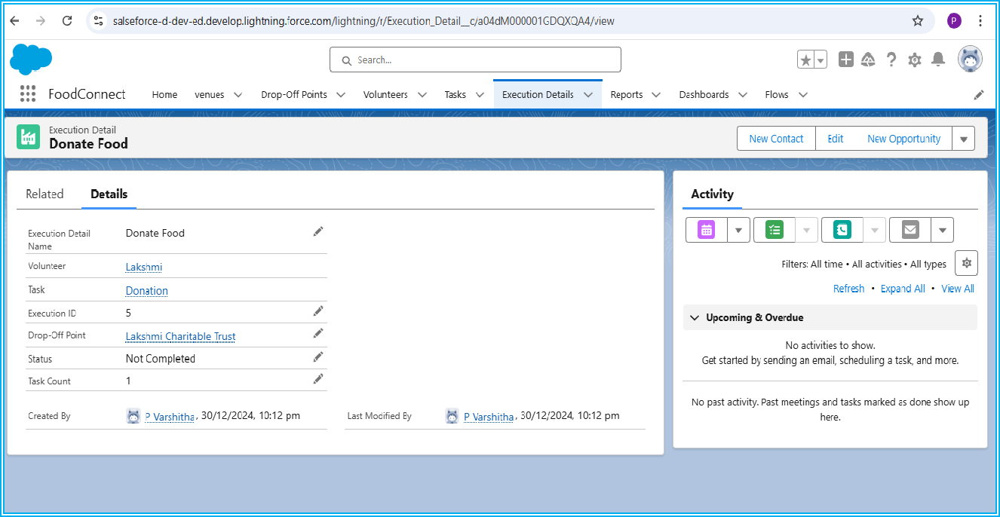 salseforce-d-dev-ed.develop.lightning.force.com/lightning/r/Execution_Detail__c/a04dM000001GDQXQA4/view
P
Search...
FoodConnect Home venues Drop-Off Points Volunteers Tasks Execution Details Reports Dashboards Flows
Execution Detail
Donate Food
New Contact Edit New Opportunity
Related Details
Execution Detail Name Donate Food
Volunteer Lakshmi
Task Donation
Execution ID 5
Drop-Off Point Lakshmi Charitable Trust
Status Not Completed
Task Count 1
Created By P Varshitha, 30/12/2024, 10:12 pm Last Modified By P Varshitha, 30/12/2024, 10:12 pm
Activity
Filters: All time • All activities • All types
Refresh • Expand All • View All
Upcoming & Overdue
No activities to show.
Get started by sending an email, scheduling a task, and more.
No past activity. Past meetings and tasks marked as done show up
here.